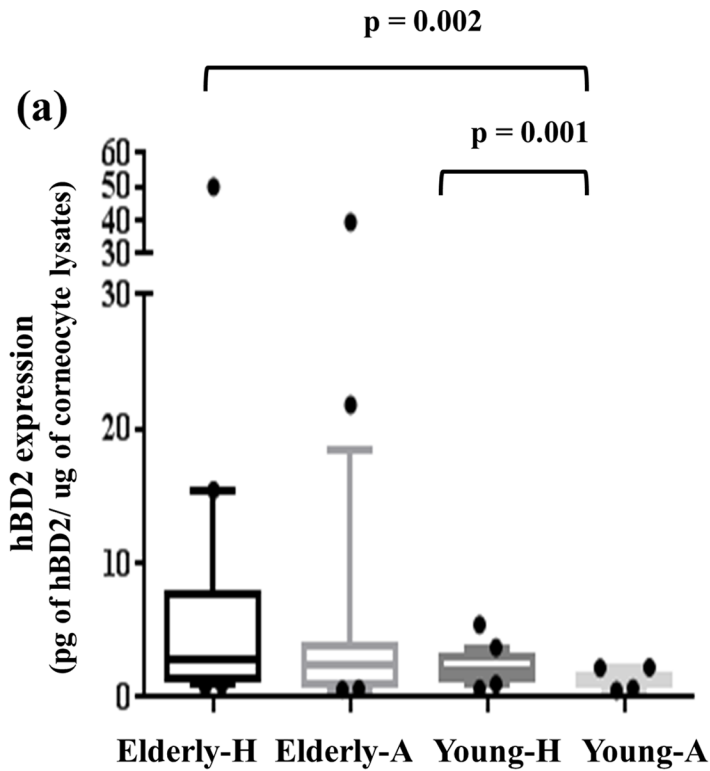 p = 0.002
(a)
p = 0.001
60
50
40
30
30
20
10
0
hBD2 expression
(pg of hBD2/ ug of corneocyte lysates)
Elderly-H Elderly-A Young-H Young-A